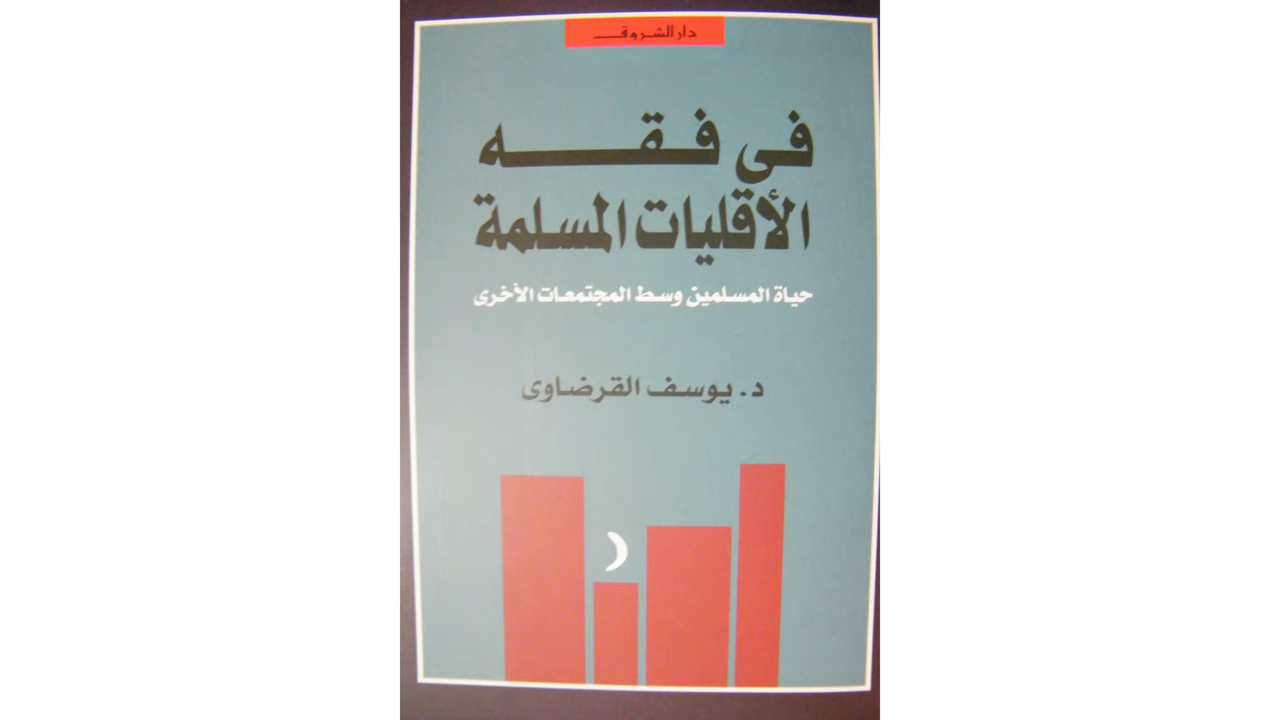 دار الشروق
فى فقه
الأقليات المسلمة
حياة المسلمين وسط المجتمعات الأخرى
د. يوسف القرضاوى